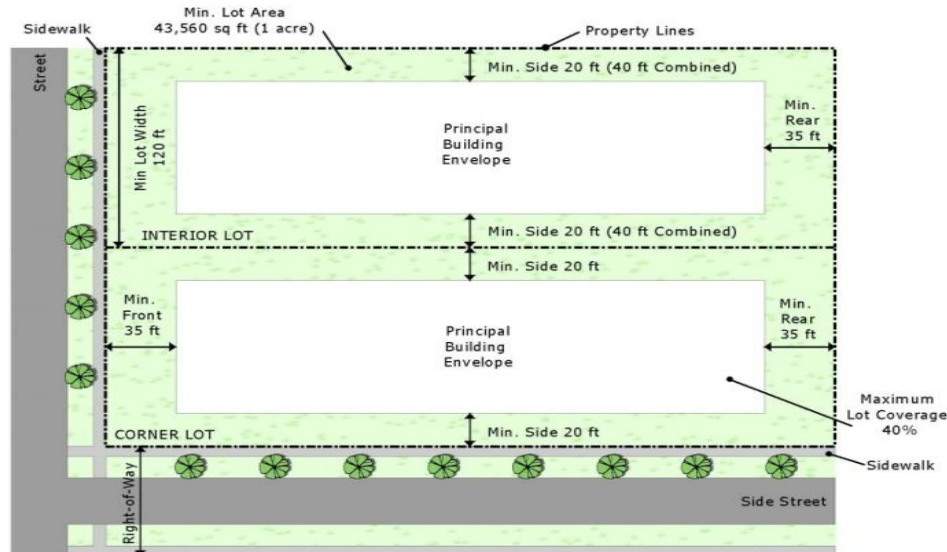 Min. Lot Area
43,560 sq ft (1 acre)
Sidewalk
Property Lines
Street
Min. Side 20 ft (40 ft Combined)
Min Lot Width
120 ft
Principal
Building
Envelope
Min.
Rear
35 ft
Min. Side 20 ft (40 ft Combined)
INTERIOR LOT
Min. Side 20 ft
Min.
Front
35 ft
Principal
Building
Envelope
Min.
Rear
35 ft
Maximum
Lot Coverage
40%
Min. Side 20 ft
CORNER LOT
Sidewalk
Right-of-Way
Side Street